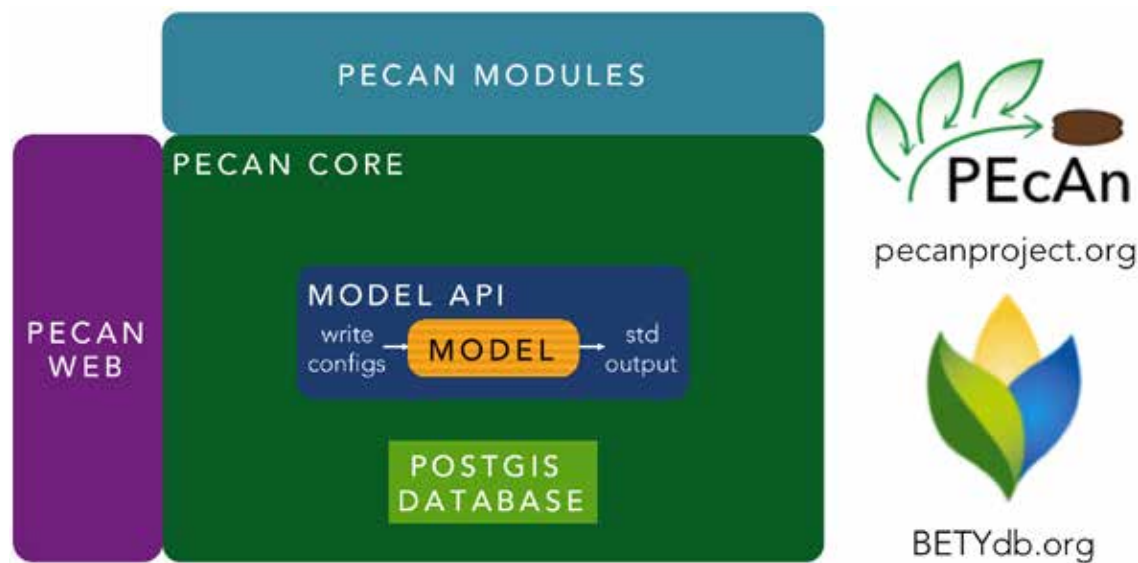 PECAN MODULES
PECAN CORE
PECAN
WEB
MODEL API
write
configs
MODEL
std
output
POSTGIS
DATABASE
PEcAn
pecanproject.org
BETYdb.org